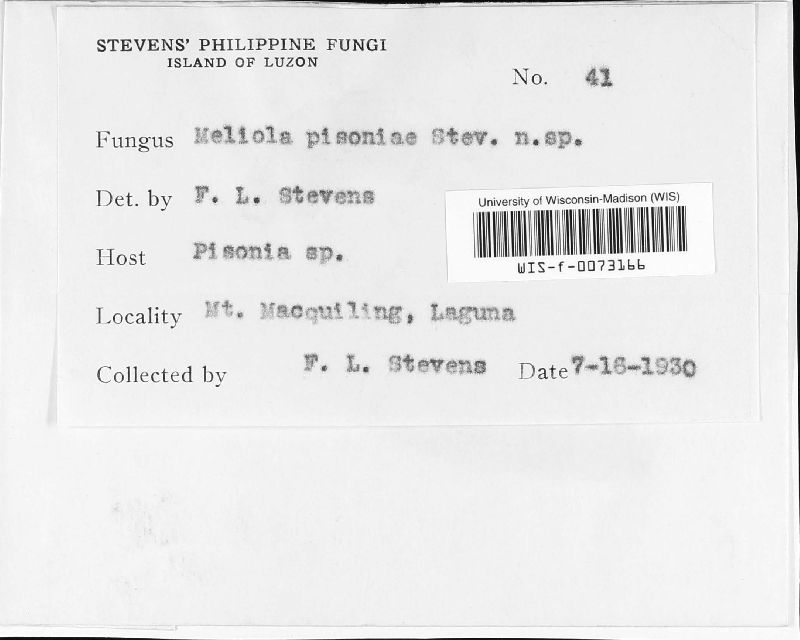 STEVENS' PHILIPPINE FUNGI
ISLAND OF LUZON
No. 41
Fungus Meliola pisoniae Stev. n.sp.
Det. by F. L. Stevens
University of Wisconsin-Madison (WIS)
WIS-f-0073166
Host Pisonia sp.
Locality Mt. Macquiling, Laguna
Collected by F. L. Stevens Date 7-16-1930